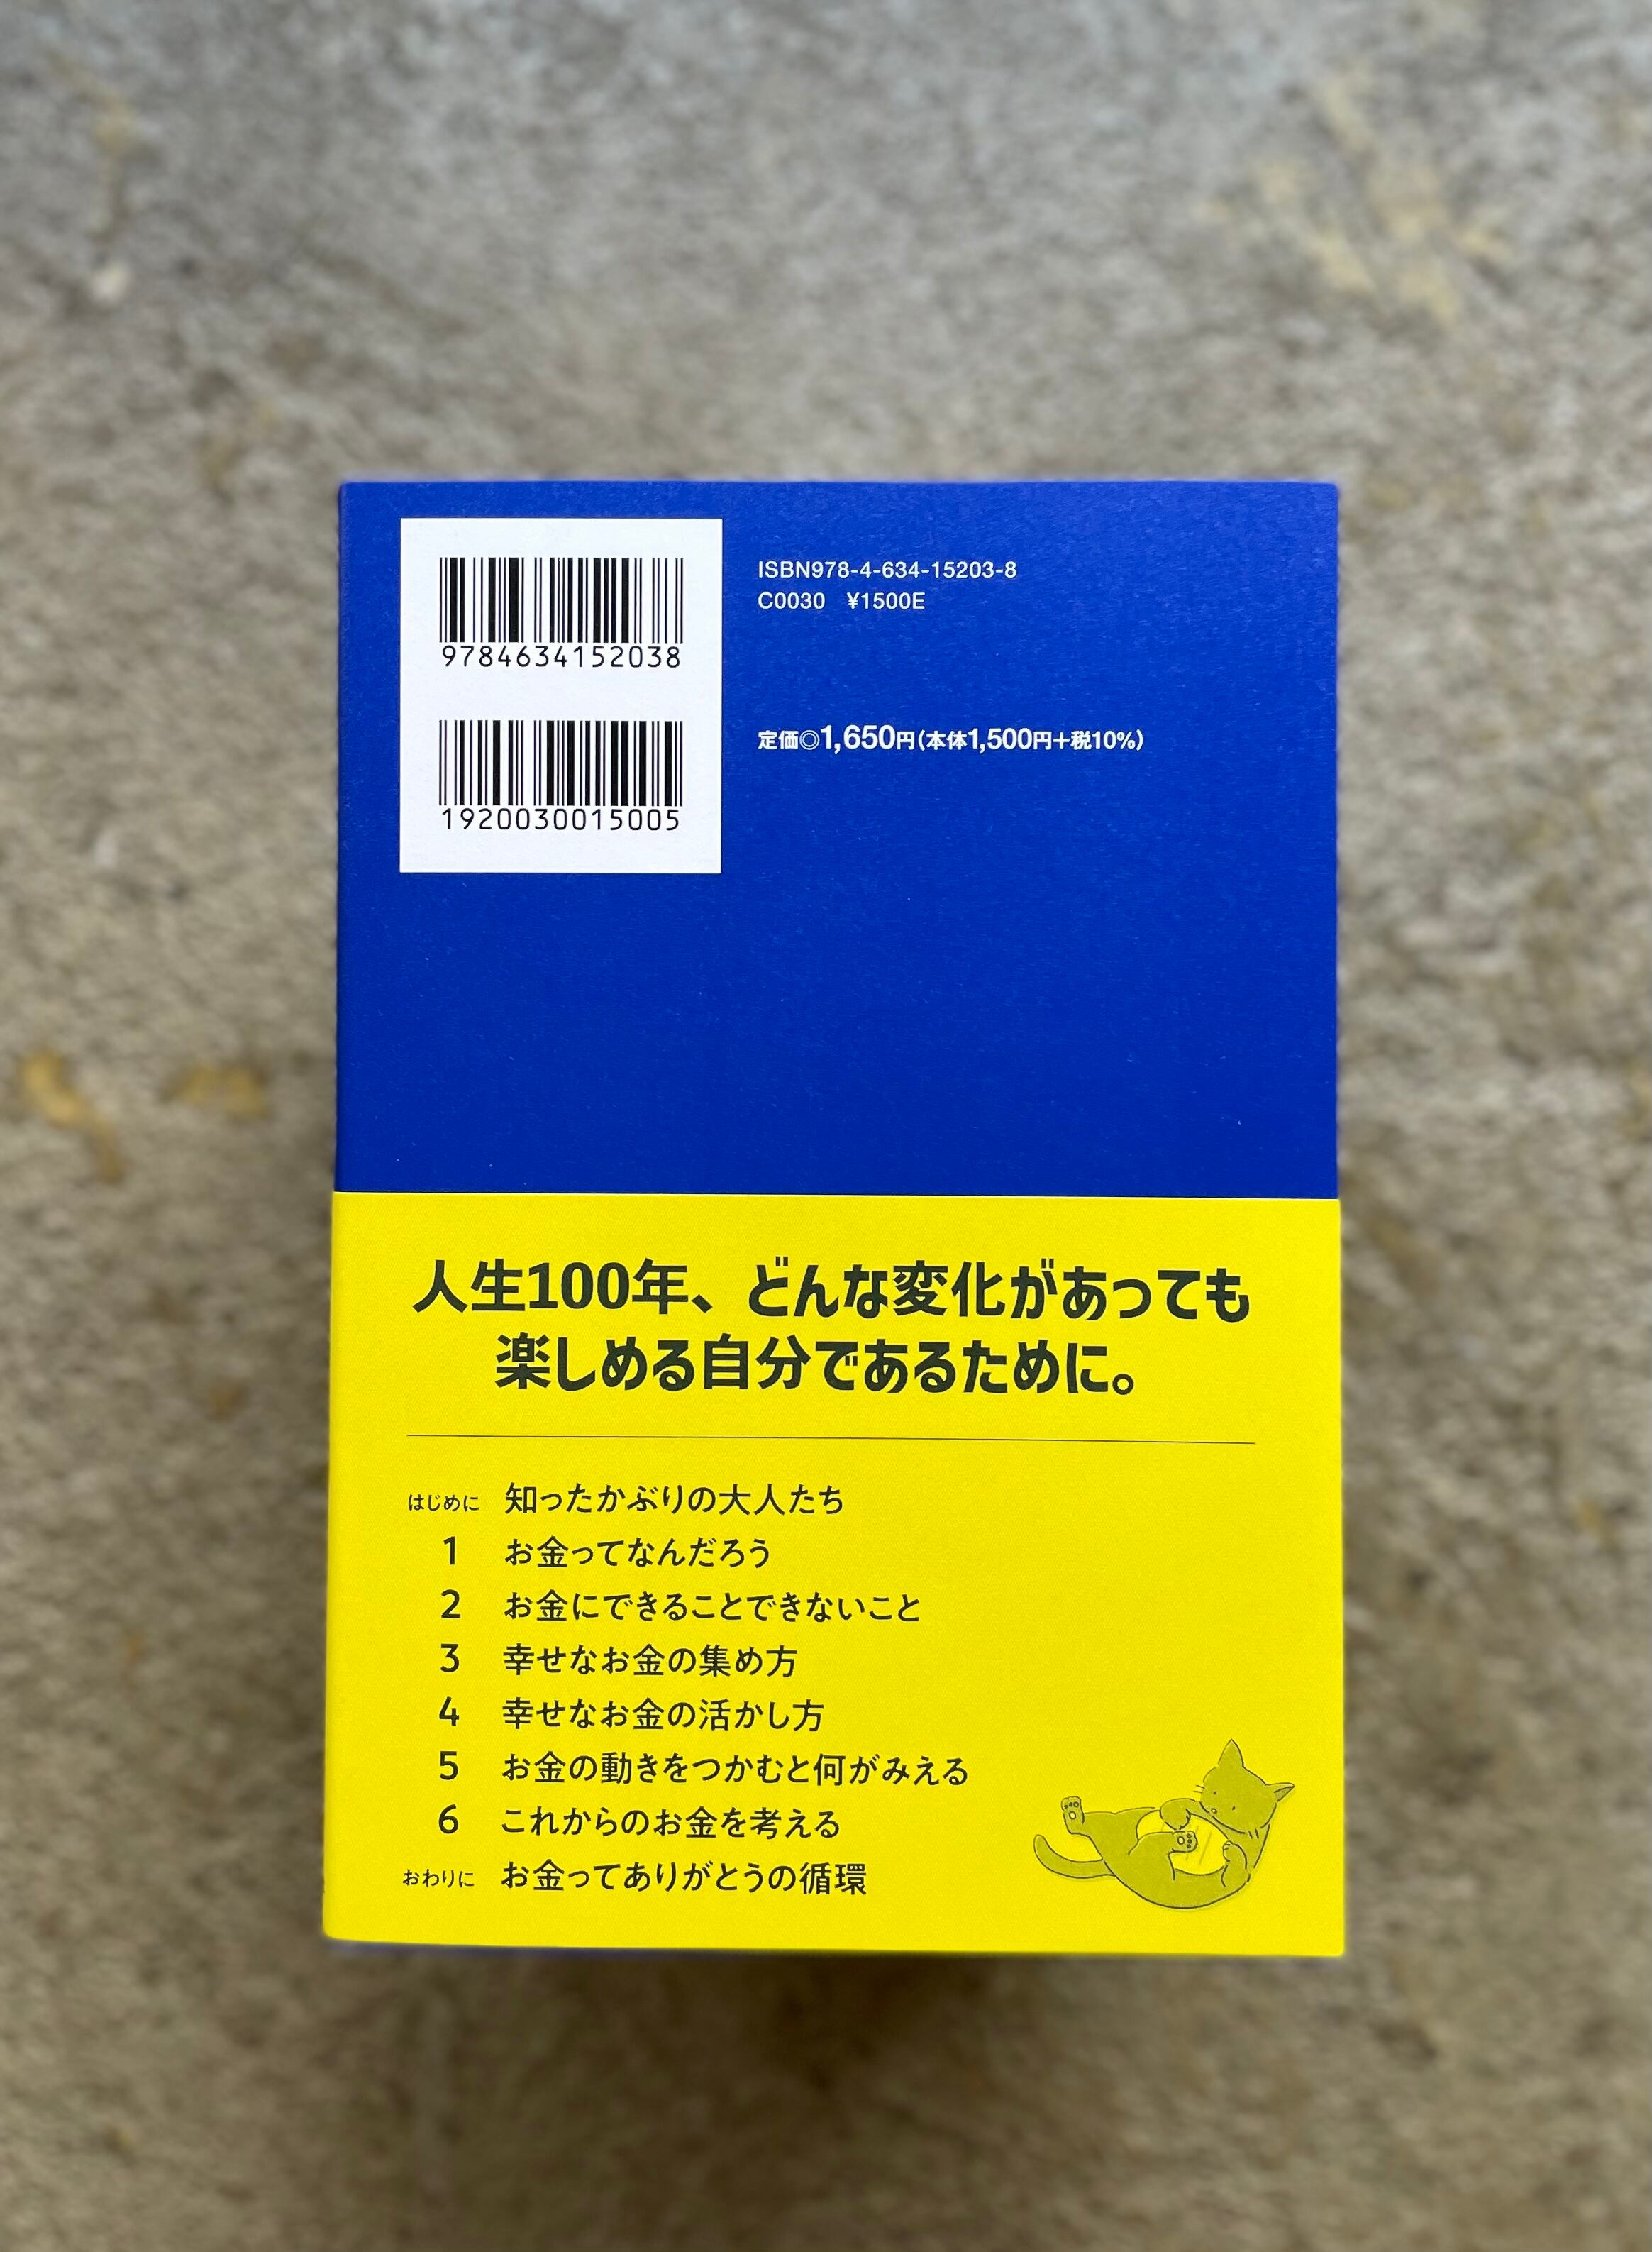 9784634152038
1920030015005
ISBN978-4-634-15203-8
C0030 ¥1500E
定価◎1,650円(本体1,500円+税10%)
人生100年、どんな変化があっても
楽しめる自分であるために。
はじめに 知ったかぶりの大人たち
1 お金ってなんだろう
2 お金にできることできないこと
3 幸せなお金の集め方
4 幸せなお金の活かし方
5 お金の動きをつかむと何がみえる
6 これからのお金を考える
おわりに お金ってありがとうの循環